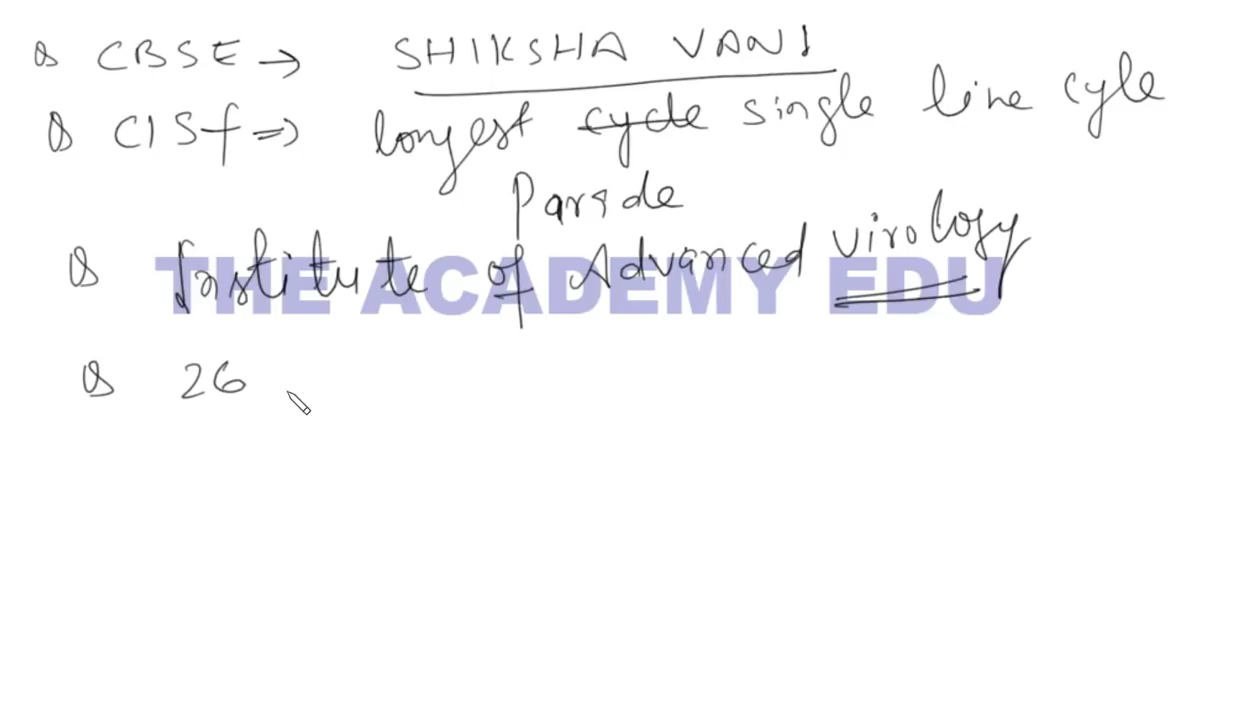 Q CBSE → SHIKSHA VANI
Q CISf ⇒ longest cycle single line cyle
Parade
Q Institute of Advanced virology
THE ACADEMY EDU
Q 26